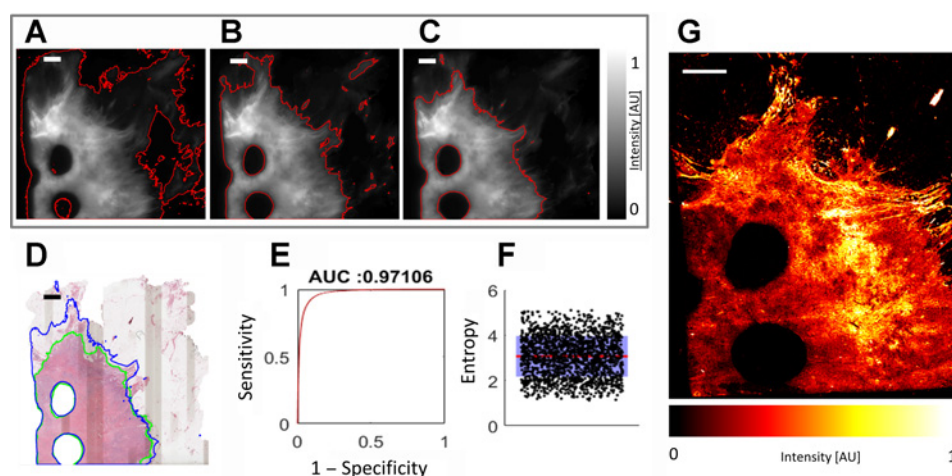 A
B
C
1
Intensity [AU]
0
D
E
AUC :0.97106
1
0.5
0
Sensitivity
0
0.5
1
1 – Specificity
F
6
4
2
0
Entropy
G
0
Intensity [AU]
1